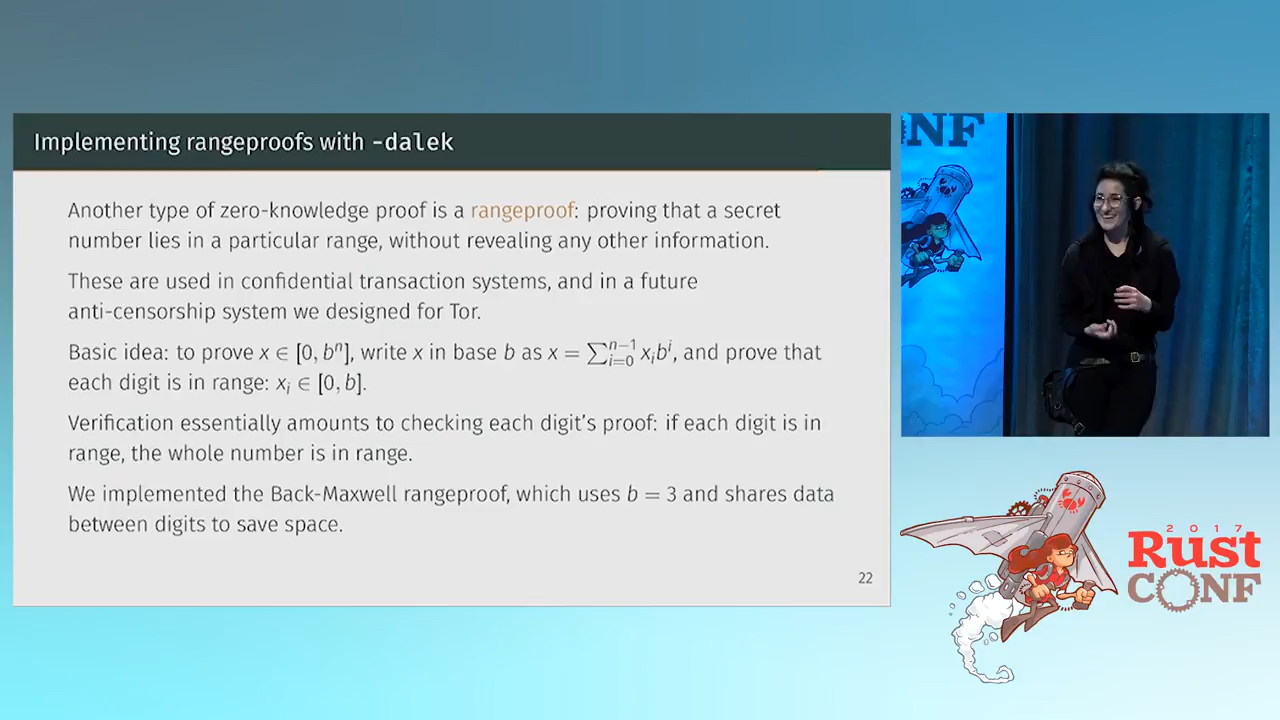 Implementing rangeproofs with -dalek
Another type of zero-knowledge proof is a rangeproof: proving that a secret
number lies in a particular range, without revealing any other information.
These are used in confidential transaction systems, and in a future
anti-censorship system we designed for Tor.
Basic idea: to prove x ∈ [0, bⁿ], write x in base b as x = ∑ⁿ⁻¹ᵢ₌₀ xᵢbⁱ, and prove that
each digit is in range: xᵢ ∈ [0, b].
Verification essentially amounts to checking each digit's proof: if each digit is in
range, the whole number is in range.
We implemented the Back-Maxwell rangeproof, which uses b = 3 and shares data
between digits to save space.
22
NF
2017
Rust
CONF